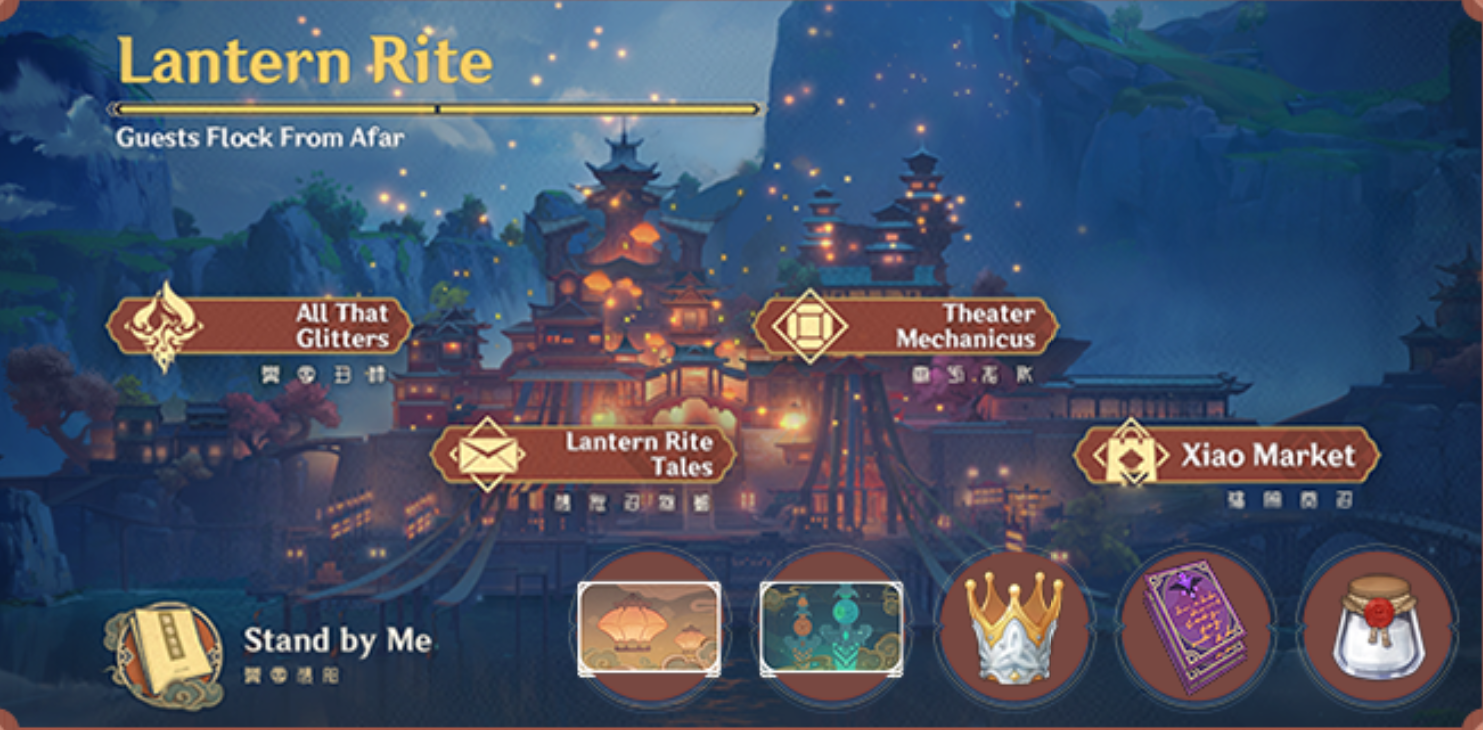 Lantern Rite
Guests Flock From Afar
All That
Glitters
Theater
Mechanicus
Lantern Rite
Tales
Xiao Market
Stand by Me